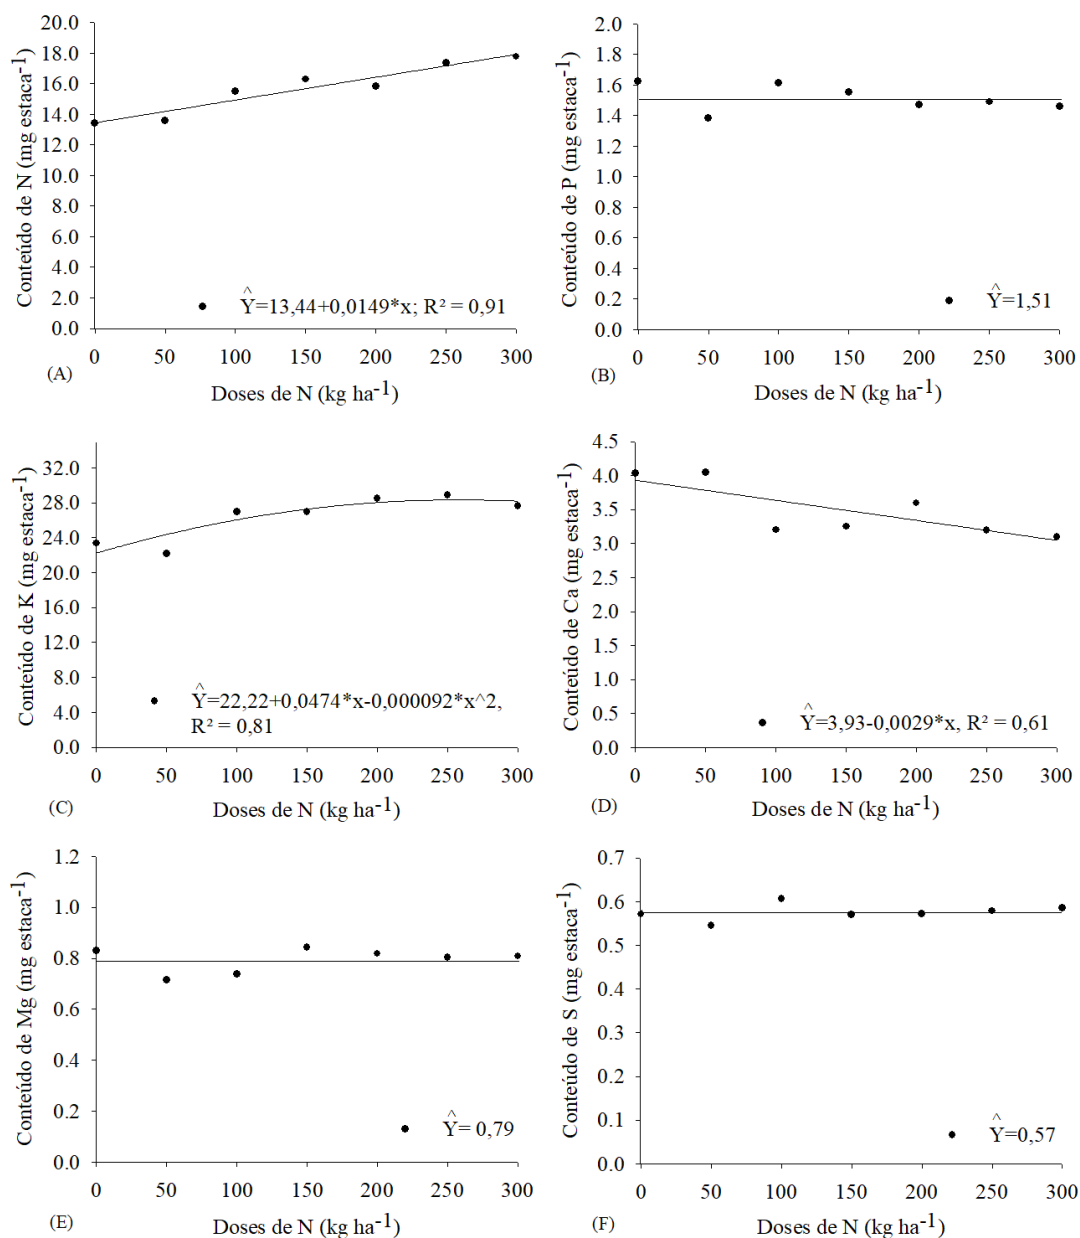 Conteúdo de N (mg estaca-1)
20.0
18.0
16.0
14.0
12.0
10.0
8.0
6.0
4.0
2.0
0.0
^
Y=13,44+0,0149*x; R² = 0,91
0 50 100 150 200 250 300
(A)
Doses de N (kg ha-1)
Conteúdo de P (mg estaca-1)
2.0
1.8
1.6
1.4
1.2
1.0
0.8
0.6
0.4
0.2
0.0
^
Y=1,51
0 50 100 150 200 250 300
(B)
Doses de N (kg ha-1)
Conteúdo de K (mg estaca-1)
32.0
28.0
24.0
20.0
16.0
12.0
8.0
4.0
0.0
^
Y=22,22+0,0474*x-0,000092*x^2,
R² = 0,81
0 50 100 150 200 250 300
(C)
Doses de N (kg ha-1)
Conteúdo de Ca (mg estaca-1)
4.5
4.0
3.5
3.0
2.5
2.0
1.5
1.0
0.5
0.0
^
Y=3,93-0,0029*x, R² = 0,61
0 50 100 150 200 250 300
(D)
Doses de N (kg ha-1)
Conteúdo de Mg (mg estaca-1)
1.2
1.0
0.8
0.6
0.4
0.2
0.0
^
Y= 0,79
0 50 100 150 200 250 300
(E)
Doses de N (kg ha-1)
Conteúdo de S (mg estaca-1)
0.7
0.6
0.5
0.4
0.3
0.2
0.1
0.0
^
Y=0,57
0 50 100 150 200 250 300
(F)
Doses de N (kg ha-1)